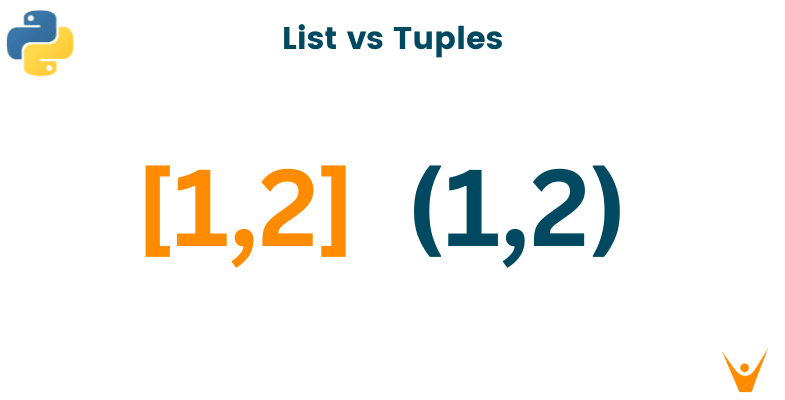 List vs Tuples
[1,2] (1,2)